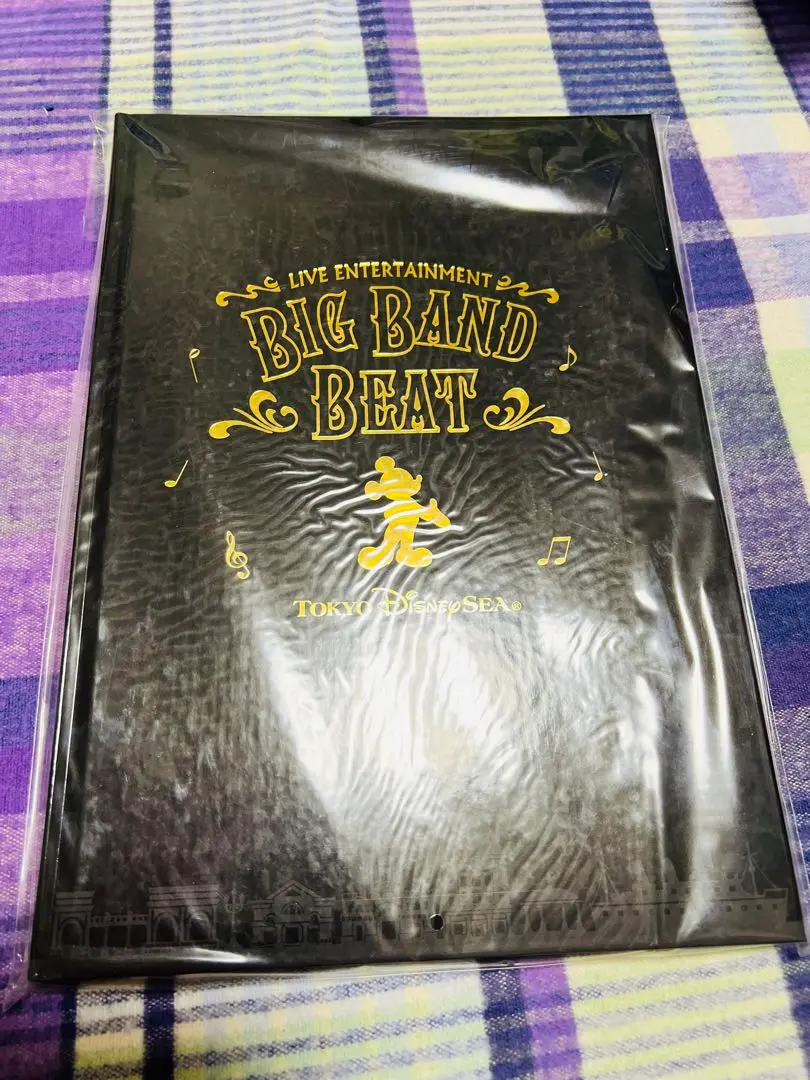 LIVE ENTERTAINMENT
BIG BAND
BEAT
TOKYO DISNEYSEA®